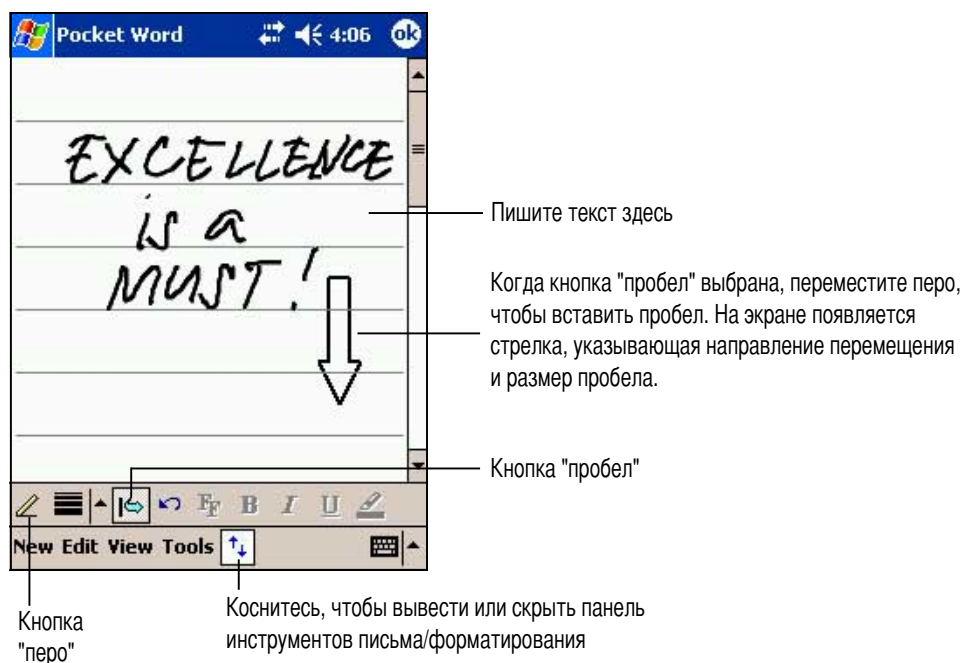 Pocket Word 4:06 ok
EXCELLENCE
is a
MUST!
Пишите текст здесь
Когда кнопка "пробел" выбрана, переместите перо,
чтобы вставить пробел. На экране появляется
стрелка, указывающая направление перемещения
и размер пробела.
Кнопка "пробел"
FF B I U
New Edit View Tools
Кнопка
"перо"
Коснитесь, чтобы вывести или скрыть панель
инструментов письма/форматирования